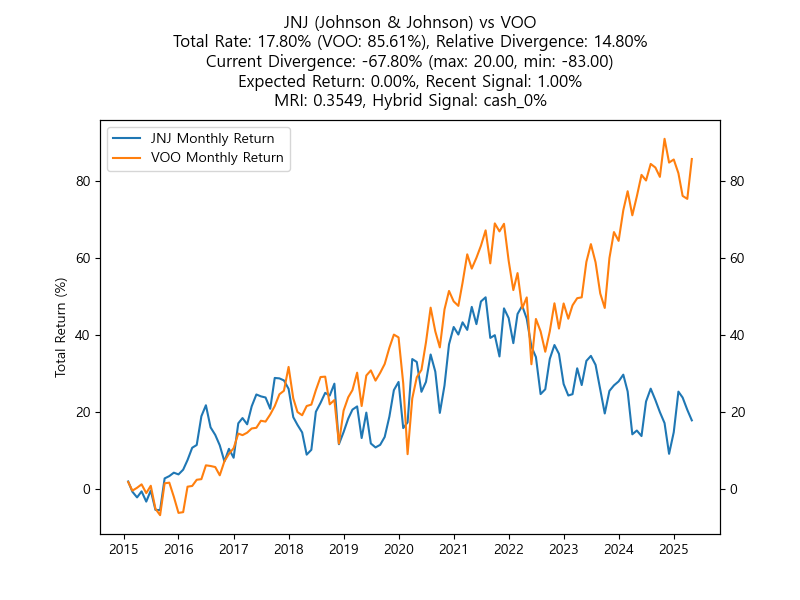 JNJ (Johnson & Johnson) vs VOO
Total Rate: 17.80% (VOO: 85.61%), Relative Divergence: 14.80%
Current Divergence: -67.80% (max: 20.00, min: -83.00)
Expected Return: 0.00%, Recent Signal: 1.00%
MRI: 0.3549, Hybrid Signal: cash_0%
JNJ Monthly Return
VOO Monthly Return
Total Return (%)
80
60
40
20
0
80
60
40
20
0
2015 2016 2017 2018 2019 2020 2021 2022 2023 2024 2025